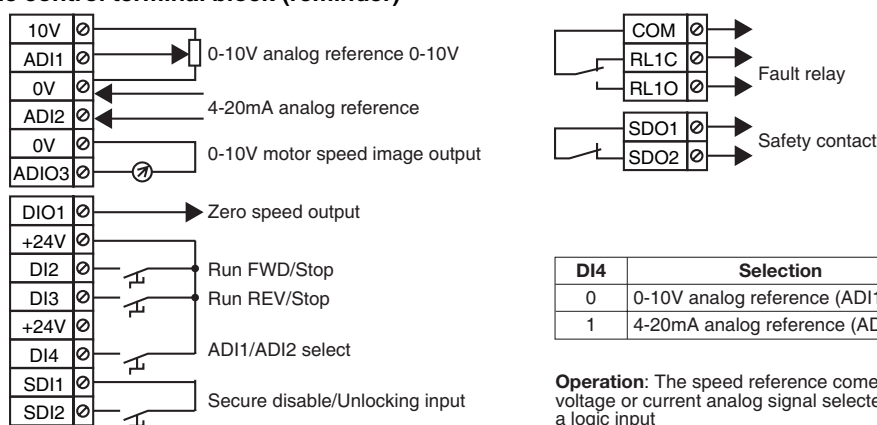 10V
ADI1
0V
ADI2
0V
ADIO3
0-10V analog reference 0-10V
4-20mA analog reference
0-10V motor speed image output
DIO1
+24V
DI2
DI3
+24V
DI4
SDI1
SDI2
Zero speed output
Run FWD/Stop
Run REV/Stop
ADI1/ADI2 select
Secure disable/Unlocking input
COM
RL1C
RL1O
Fault relay
SDO1
SDO2
Safety contact
DI4 Selection
0 0-10V analog reference
1 4-20mA analog reference
Operation: The speed reference
voltage or current analog signal
a logic input